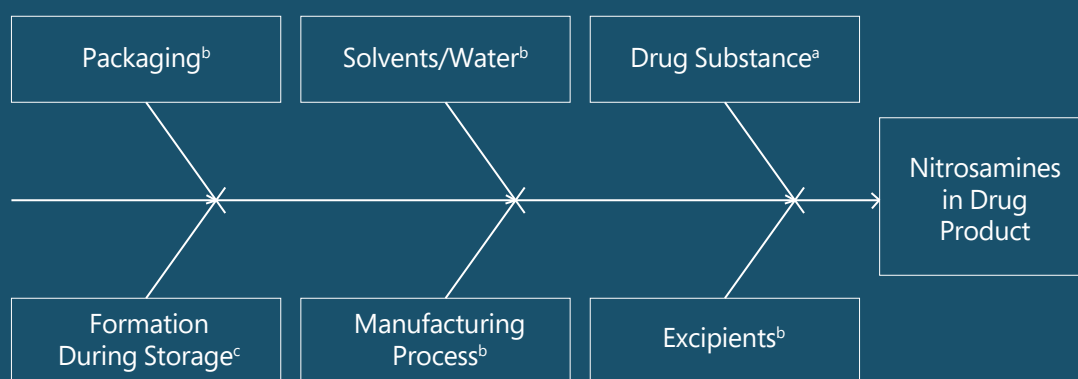 Packagingᵇ
Solvents/Waterᵇ
Drug Substanceᵃ
Nitrosamines
in Drug
Product
Formation
During Storageᶜ
Manufacturing
Processᵇ
Excipientsᵇ